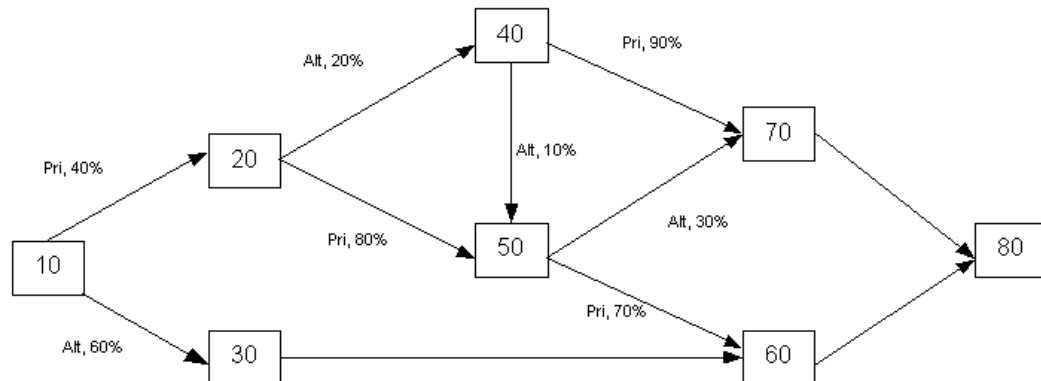 40
Pri, 90%
Alt, 20%
70
20
Alt, 10%
Pri, 40%
Alt, 30%
Pri, 80%
50
80
10
Pri, 70%
Alt, 60%
30
60